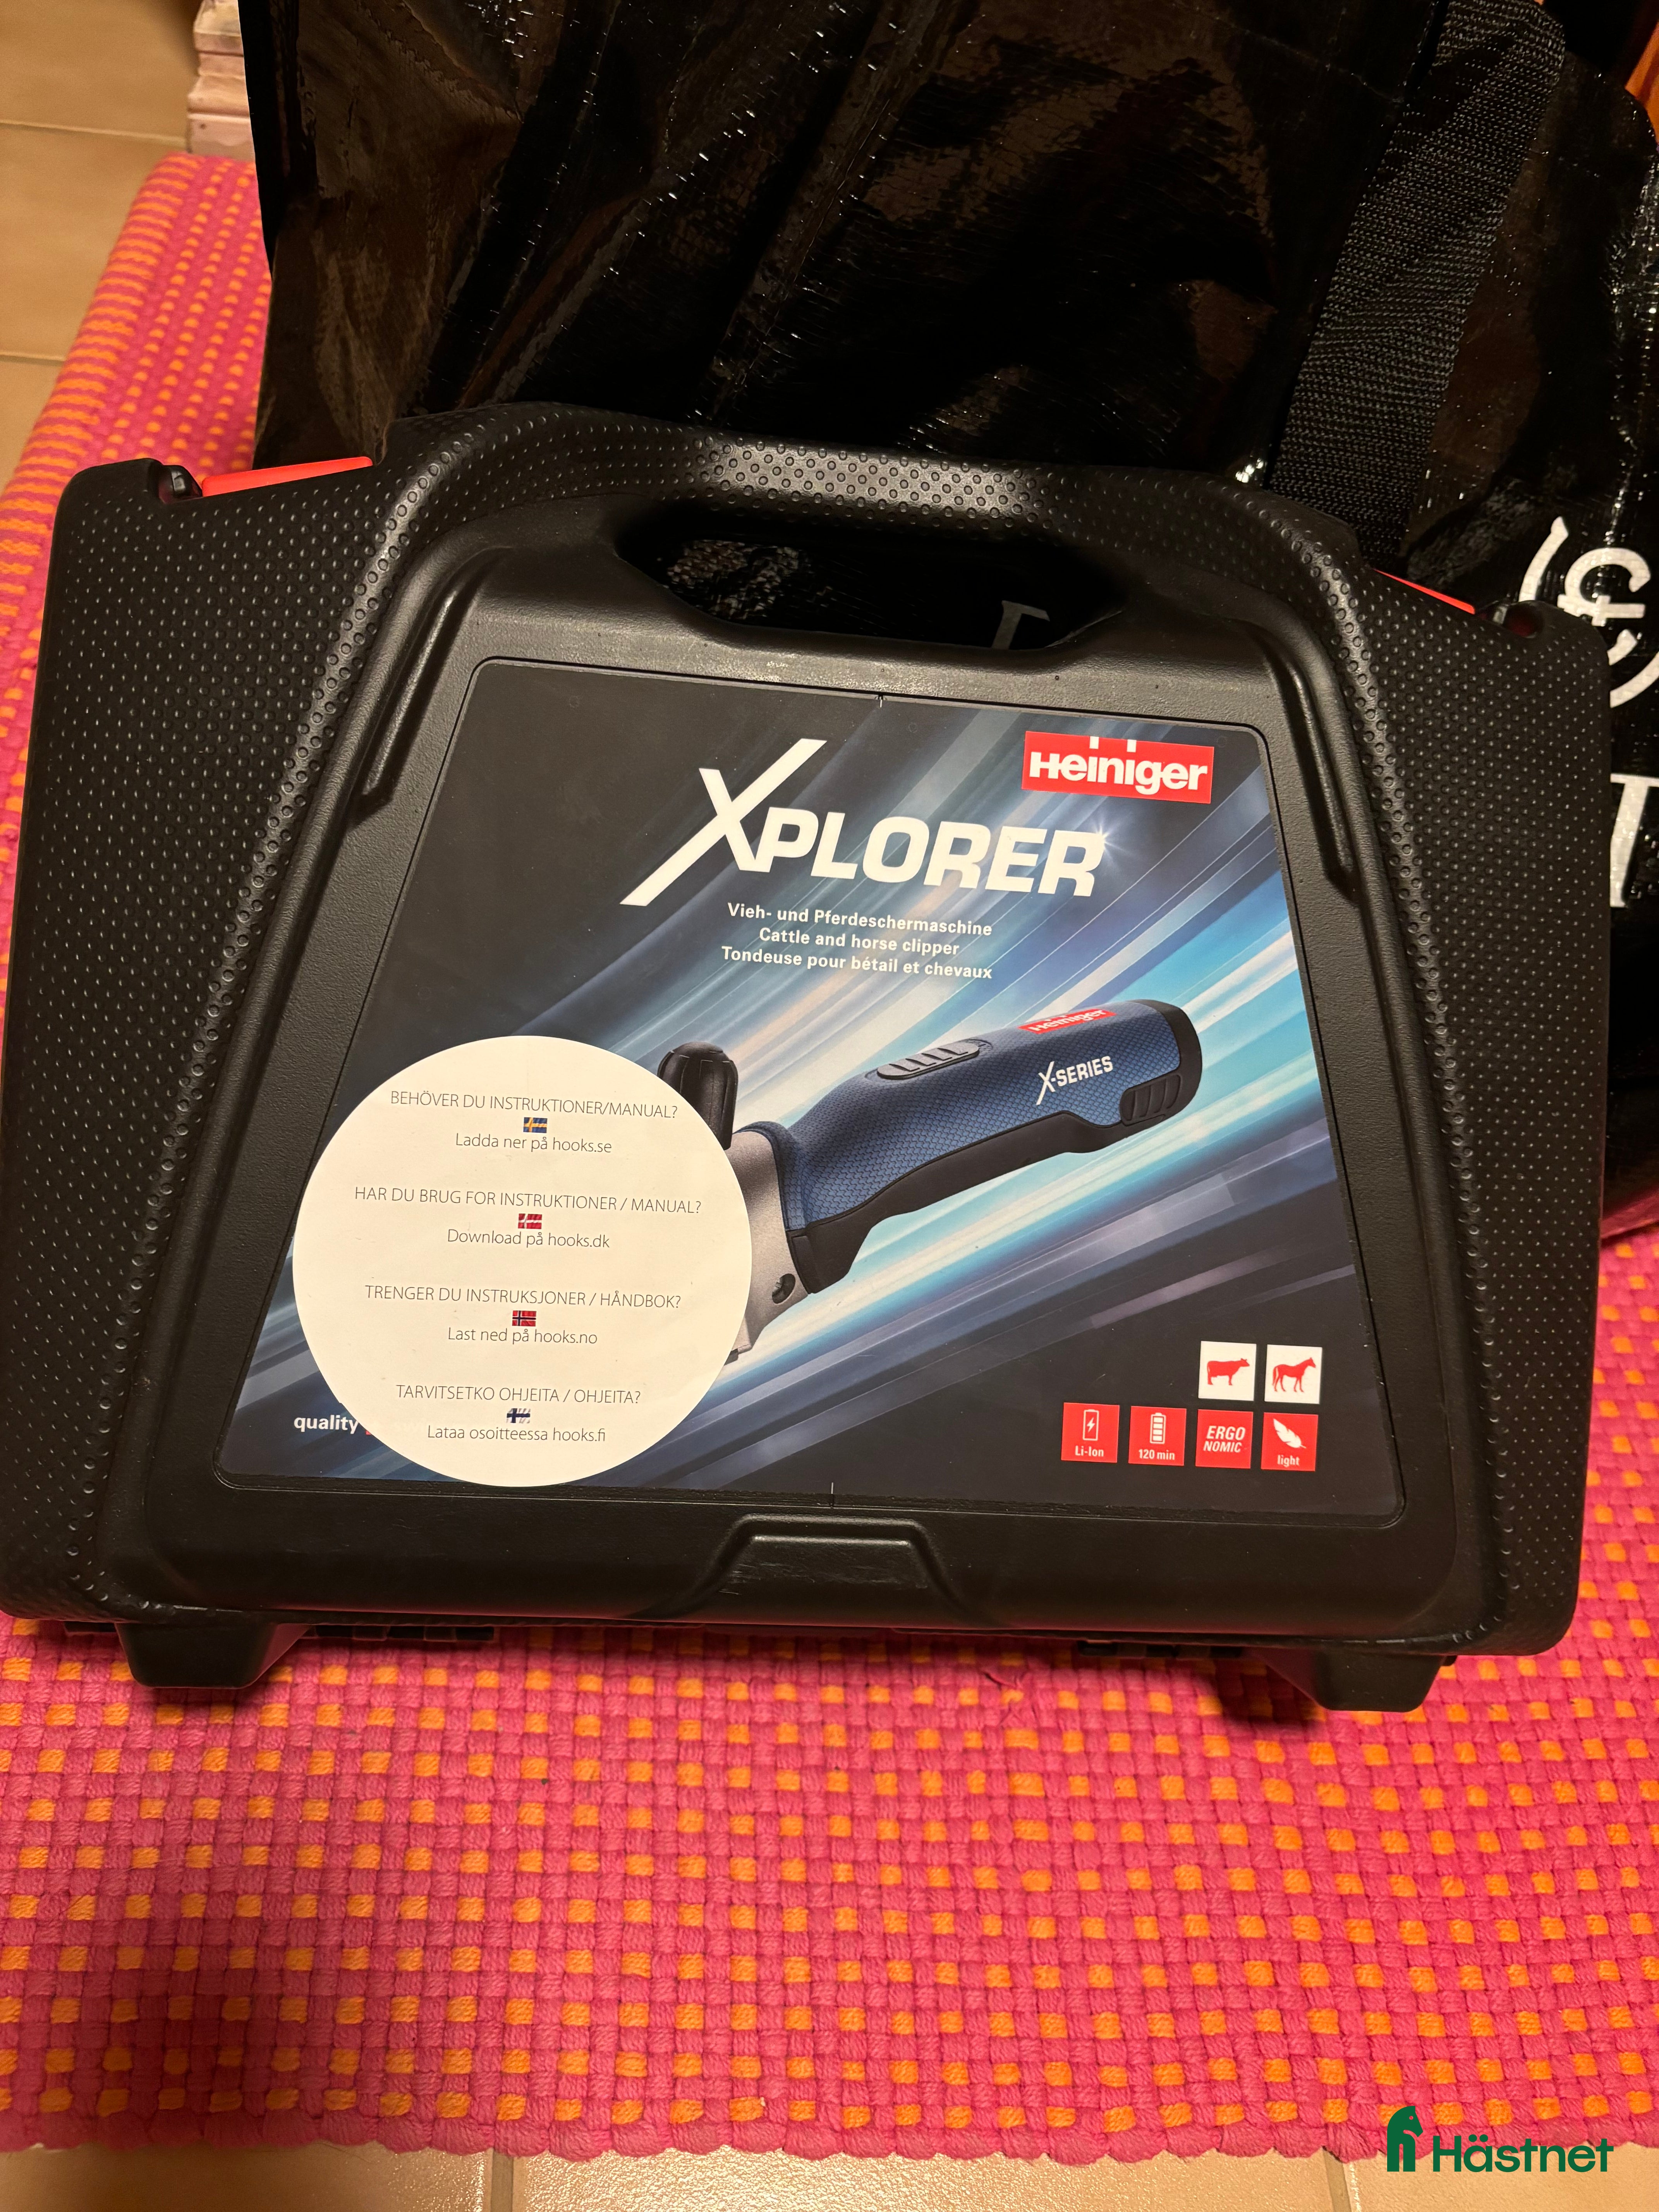 Heiniger
XPLORER
Vieh- und Pferdeschermaschine
Cattle and horse clipper
Tondeuse pour bétail et chevaux
Heiniger
X-SERIES
BEHÖVER DU INSTRUKTIONER/MANUAL?
Ladda ner på hooks.se
HAR DU BRUG FOR INSTRUKTIONER / MANUAL?
Download på hooks.dk
TRENGER DU INSTRUKSJONER / HÅNDBOK?
Last ned på hooks.no
TARVITSETKO OHJEITA / OHJEITA?
Lataa osoitteessa hooks.fi
quality
Li-Ion
120 min
ERGO
NOMIC
light
Hästnet